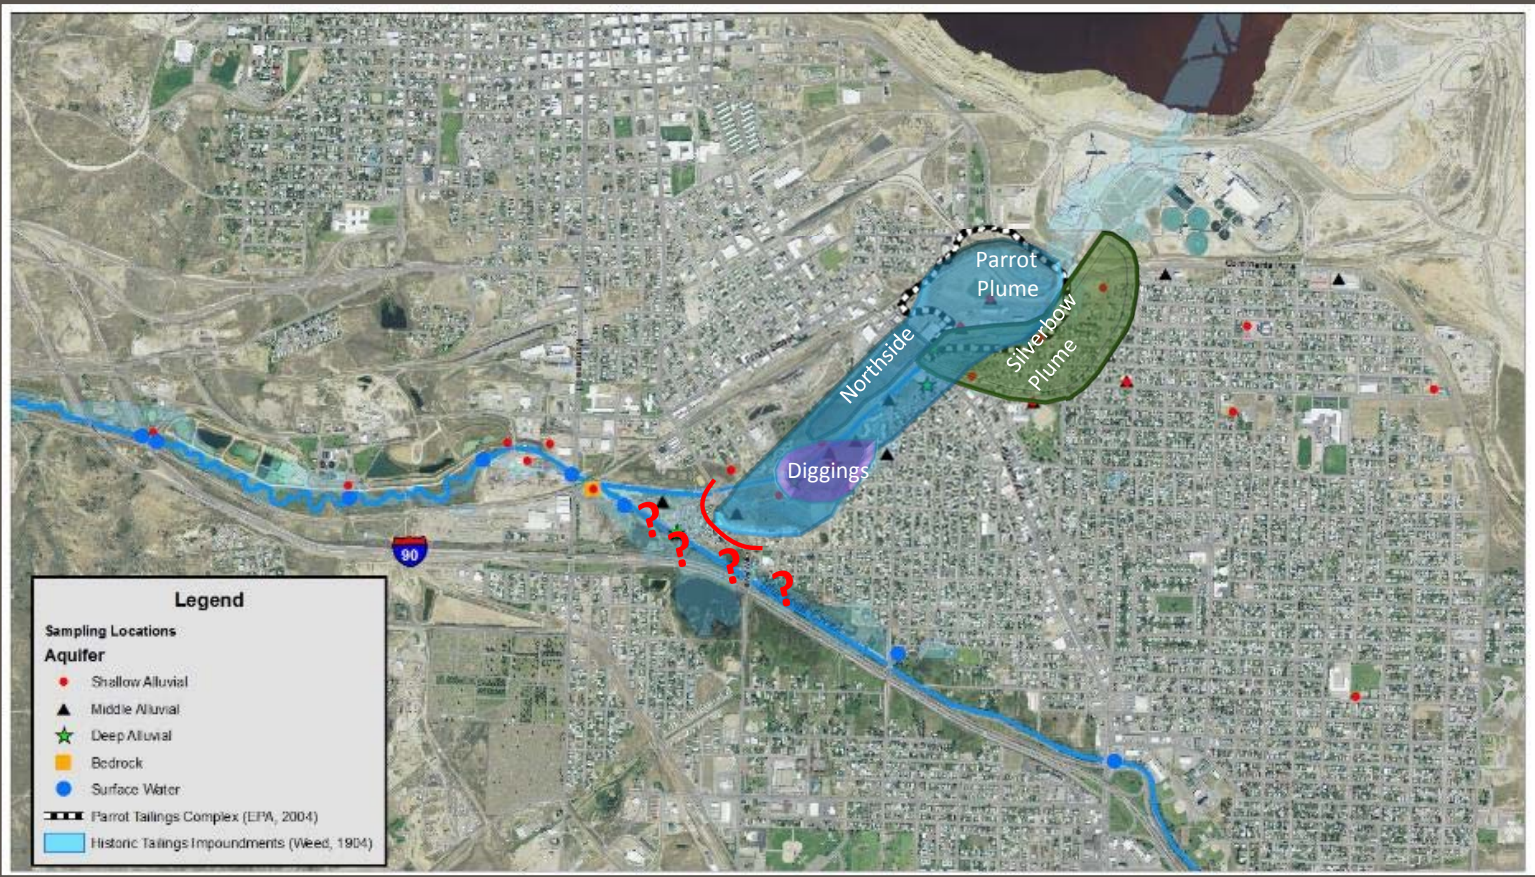 Parrot
Plume
Silverbow
Plume
Northside
Diggings
?
?
?
?
90
Legend
Sampling Locations
Aquifer
Shallow Alluvial
Middle Alluvial
Deep Alluvial
Bedrock
Surface Water
Parrot Tailings Complex (EPA, 2004)
Historic Tailings Impoundments (Weed, 1904)